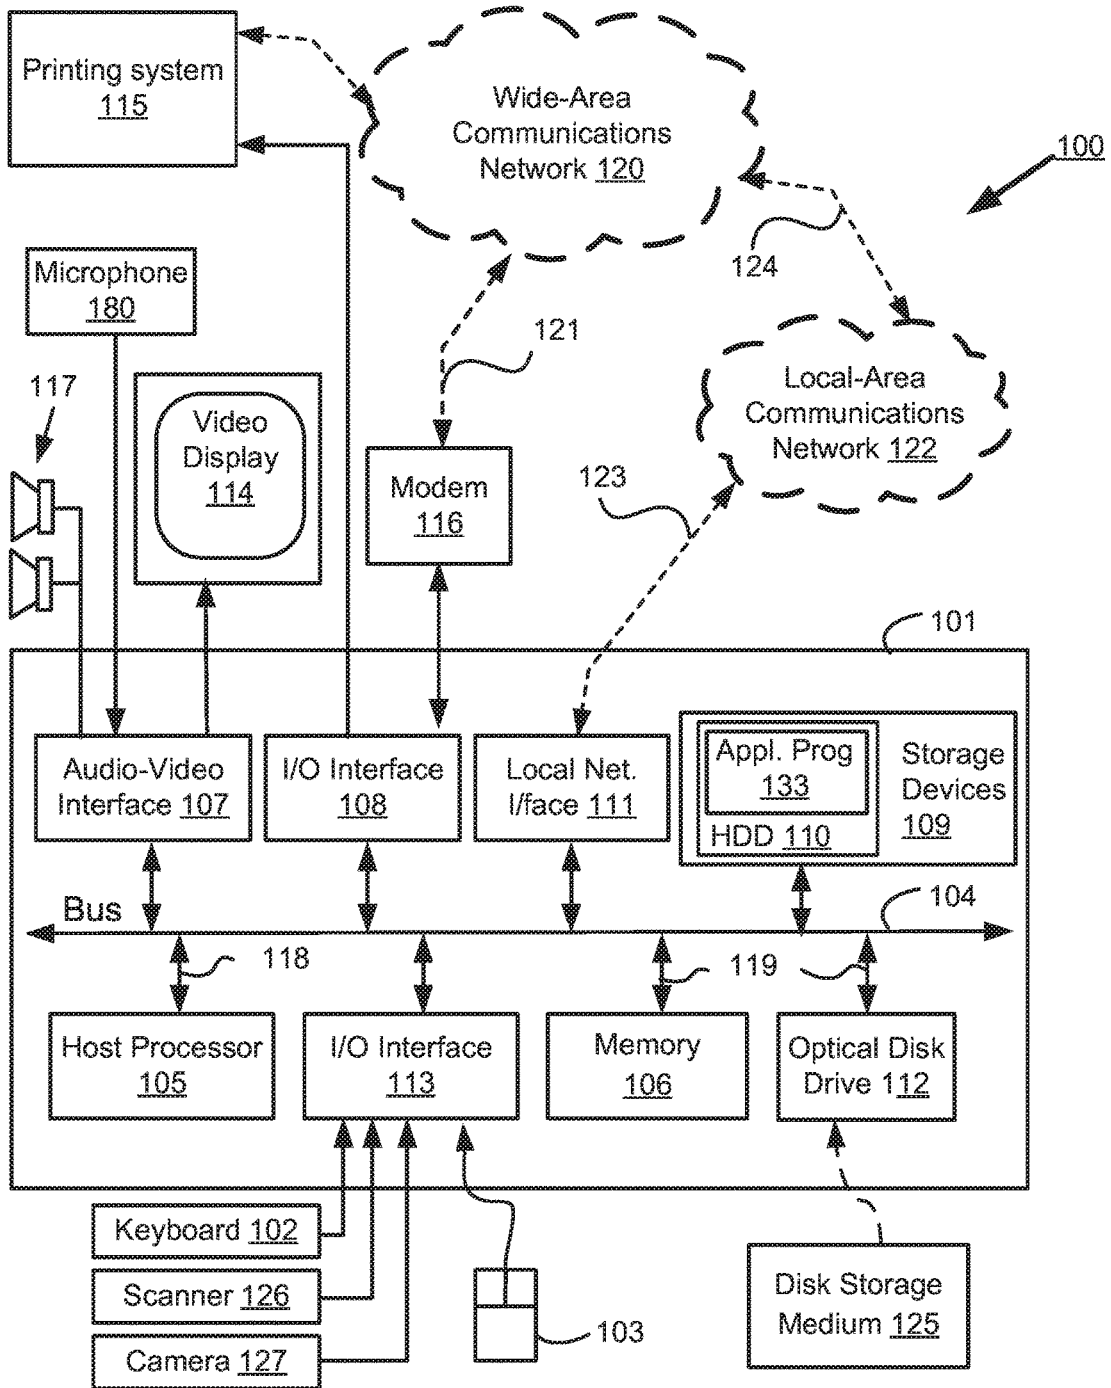 Printing system
115
Wide-Area
Communications
Network 120
100
124
Microphone
180
121
117
Video
Display
114
Local-Area
Communications
Network 122
Modem
116
123
101
Audio-Video
Interface 107
I/O Interface
108
Local Net.
I/face 111
Appl. Prog
133
HDD 110
Storage
Devices
109
Bus
104
118
119
Host Processor
105
I/O Interface
113
Memory
106
Optical Disk
Drive 112
Keyboard 102
Scanner 126
Camera 127
103
Disk Storage
Medium 125